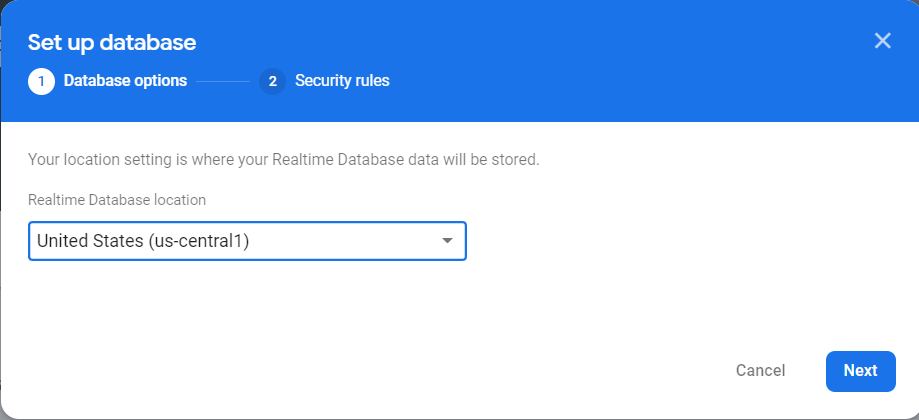 Set up database
1 Database options
2 Security rules
Your location setting is where your Realtime Database data will be stored.
Realtime Database location
United States (us-central1)
Cancel
Next